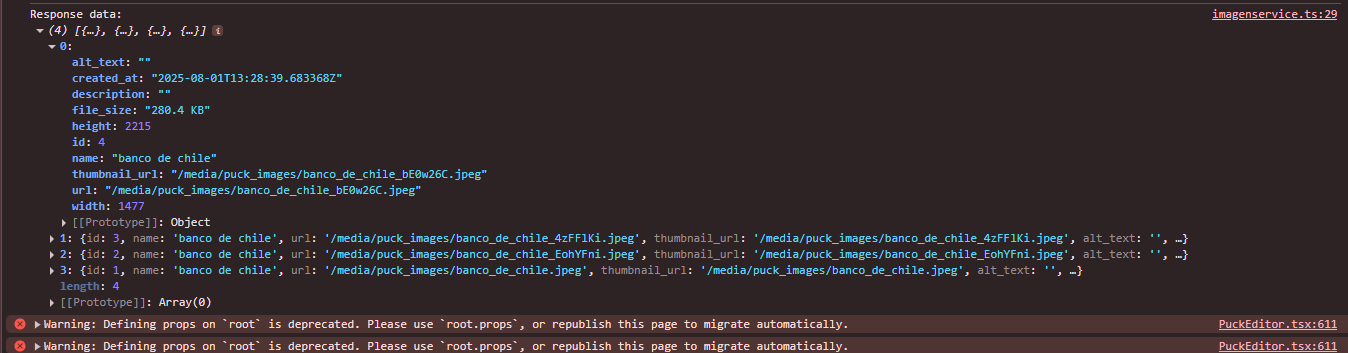 Response data: imagenservice.ts:29
(4) [{…}, {…}, {…}, {…}] i
0:
alt_text: ""
created_at: "2025-08-01T13:28:39.683368Z"
description: ""
file_size: "280.4 KB"
height: 2215
id: 4
name: "banco de chile"
thumbnail_url: "/media/puck_images/banco_de_chile_bE0w26C.jpeg"
url: "/media/puck_images/banco_de_chile_bE0w26C.jpeg"
width: 1477
[[Prototype]]: Object
1: {id: 3, name: 'banco de chile', url: '/media/puck_images/banco_de_chile_4zFFlKi.jpeg', thumbnail_url: '/media/puck_images/banco_de_chile_4zFFlKi.jpeg', alt_text: '', …}
2: {id: 2, name: 'banco de chile', url: '/media/puck_images/banco_de_chile_EohYFni.jpeg', thumbnail_url: '/media/puck_images/banco_de_chile_EohYFni.jpeg', alt_text: '', …}
3: {id: 1, name: 'banco de chile', url: '/media/puck_images/banco_de_chile.jpeg', thumbnail_url: '/media/puck_images/banco_de_chile.jpeg', alt_text: '', …}
length: 4
[[Prototype]]: Array(0)
Warning: Defining props on `root` is deprecated. Please use `root.props`, or republish this page to migrate automatically. PuckEditor.tsx:611
Warning: Defining props on `root` is deprecated. Please use `root.props`, or republish this page to migrate automatically. PuckEditor.tsx:611